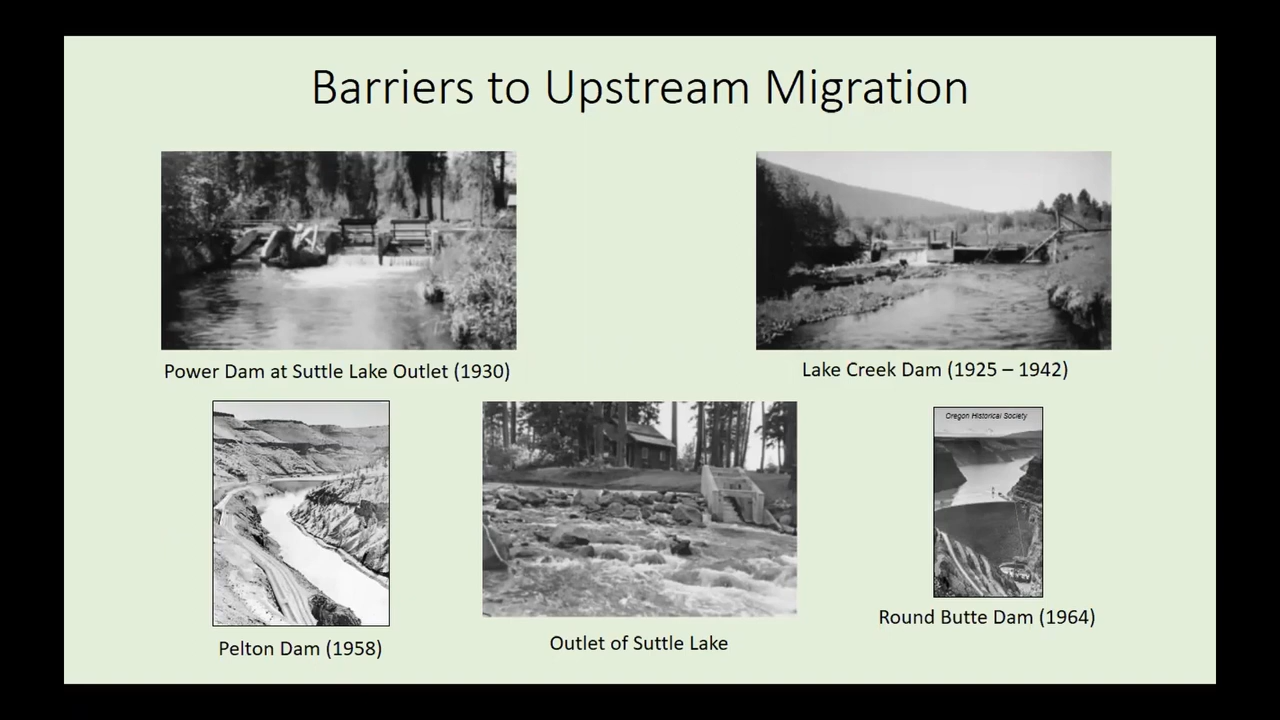 Barriers to Upstream Migration
Power Dam at Suttle Lake Outlet (1930)
Lake Creek Dam (1925 – 1942)
Oregon Historical Society
Pelton Dam (1958)
Outlet of Suttle Lake
Round Butte Dam (1964)